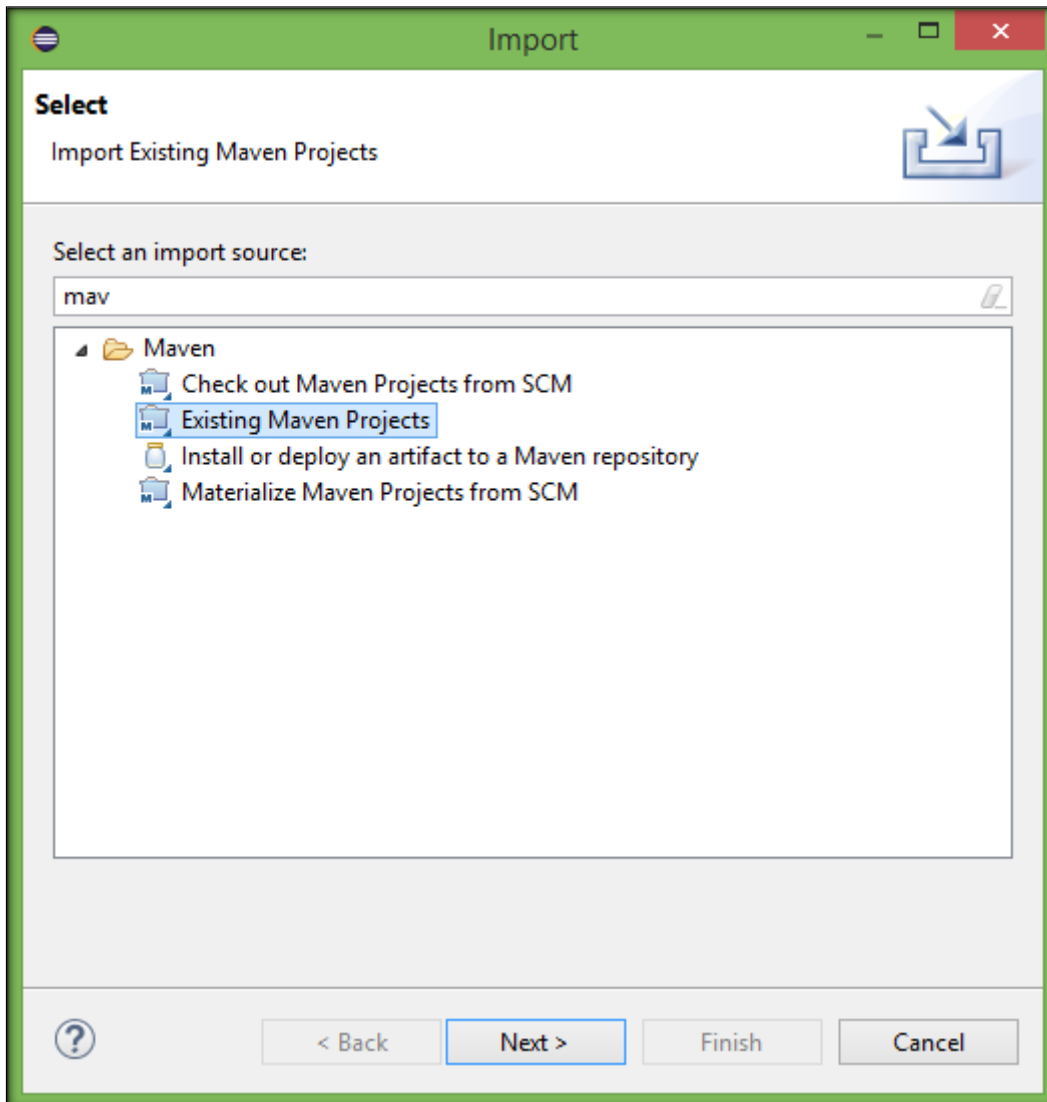 Import
Select
Import Existing Maven Projects
Select an import source:
mav
Maven
Check out Maven Projects from SCM
Existing Maven Projects
Install or deploy an artifact to a Maven repository
Materialize Maven Projects from SCM
< Back Next > Finish Cancel